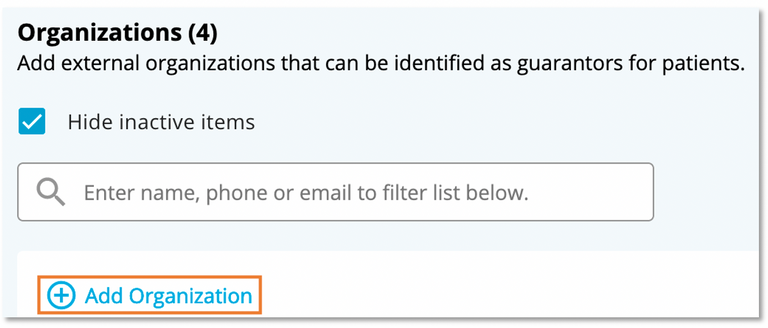 Organizations (4)
Add external organizations that can be identified as guarantors for patients.
Hide inactive items
Enter name, phone or email to filter list below.
Add Organization